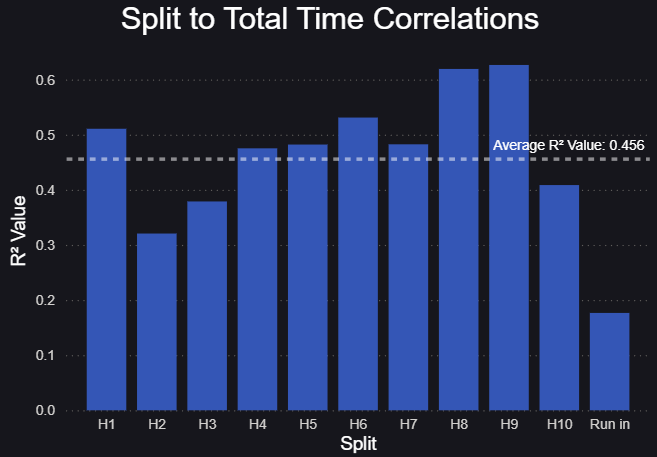 Split to Total Time Correlations
R² Value
0.6
0.5
0.4
0.3
0.2
0.1
0.0
Average R² Value: 0.456
H1 H2 H3 H4 H5 H6 H7 H8 H9 H10 Run in
Split